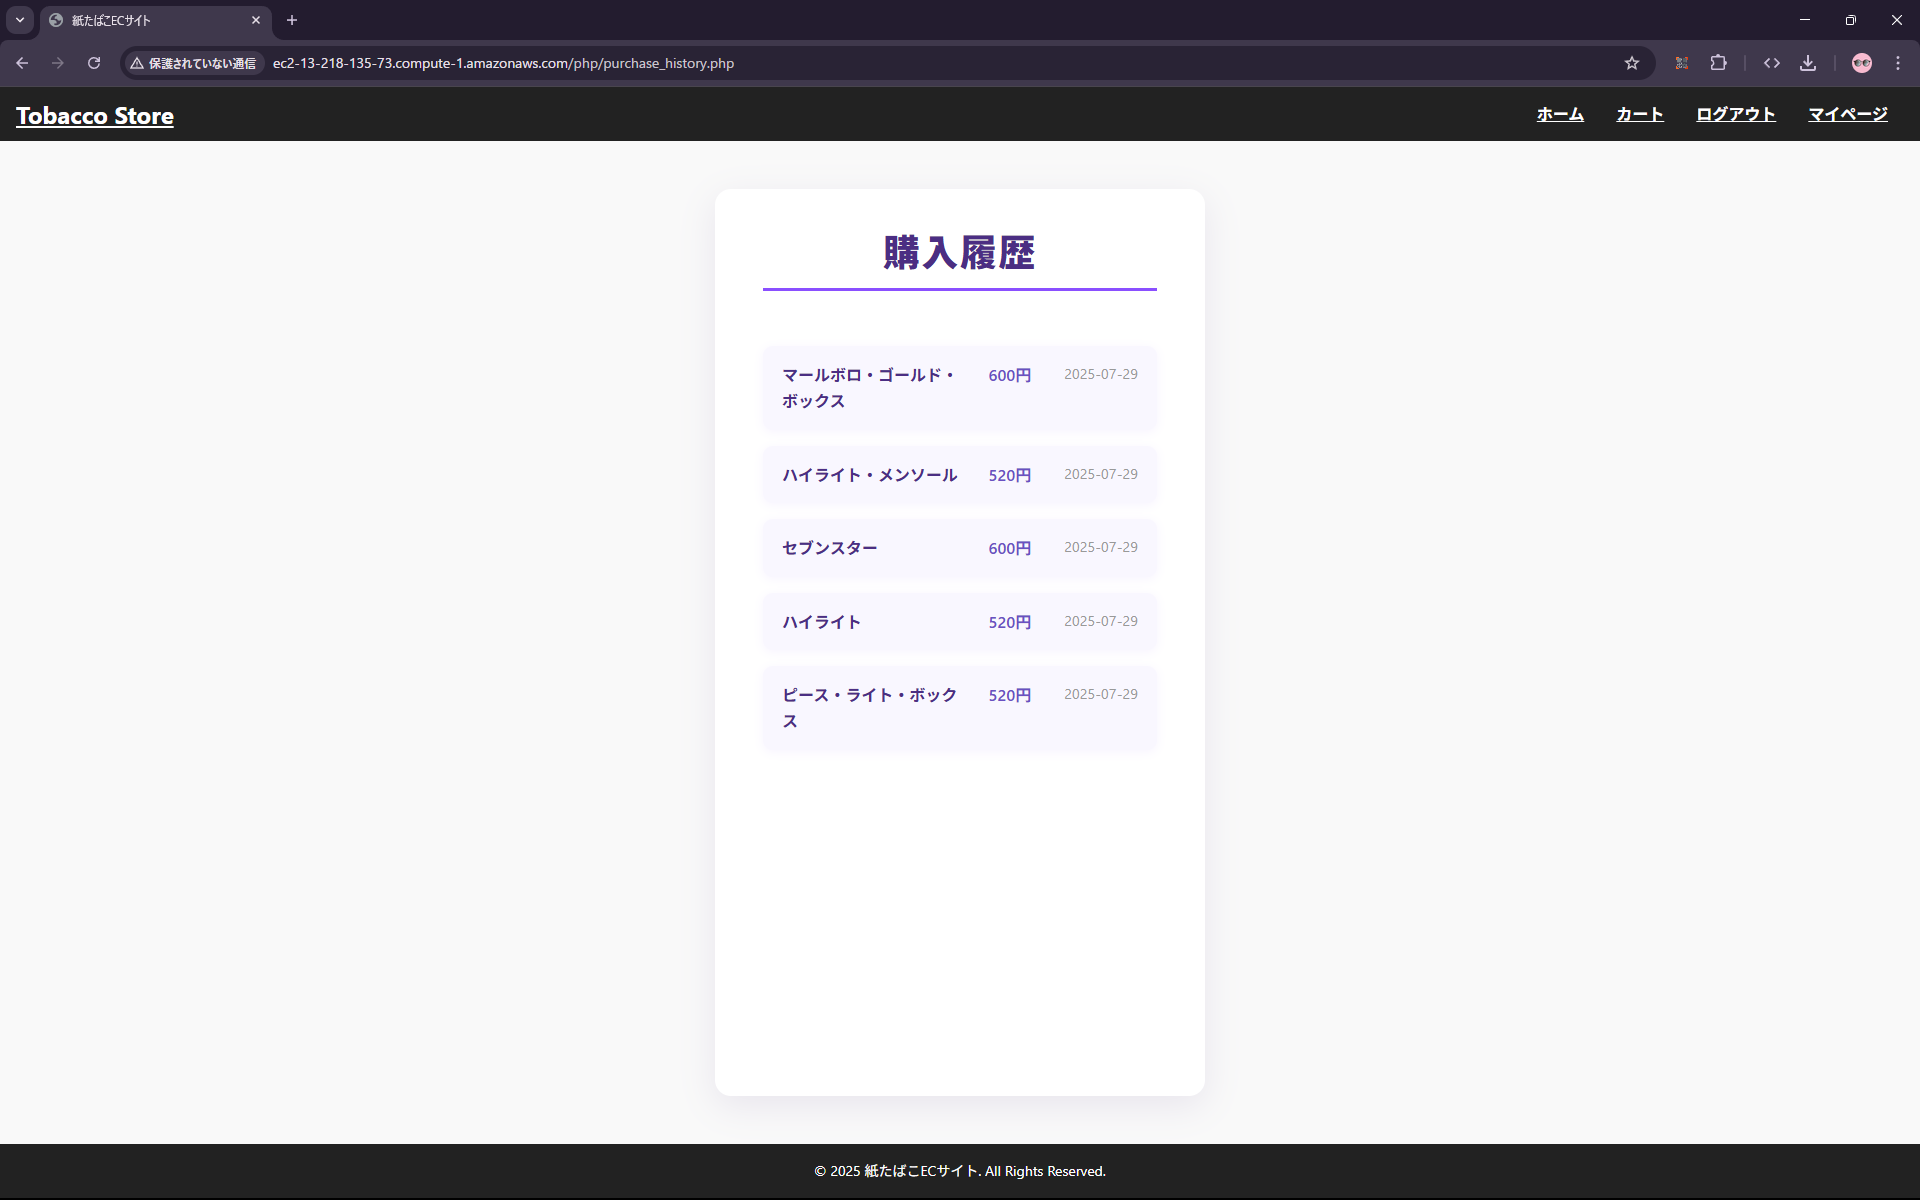 紙たばこECサイト
保護されていない通信 ec2-13-218-135-73.compute-1.amazonaws.com/php/purchase_history.php
Tobacco Store ホーム カート ログアウト マイページ
購入履歴
マールボロ・ゴールド・ 600円 2025-07-29
ボックス
ハイライト・メンソール 520円 2025-07-29
セブンスター 600円 2025-07-29
ハイライト 520円 2025-07-29
ピース・ライト・ボック 520円 2025-07-29
ス
© 2025 紙たばこECサイト. All Rights Reserved.